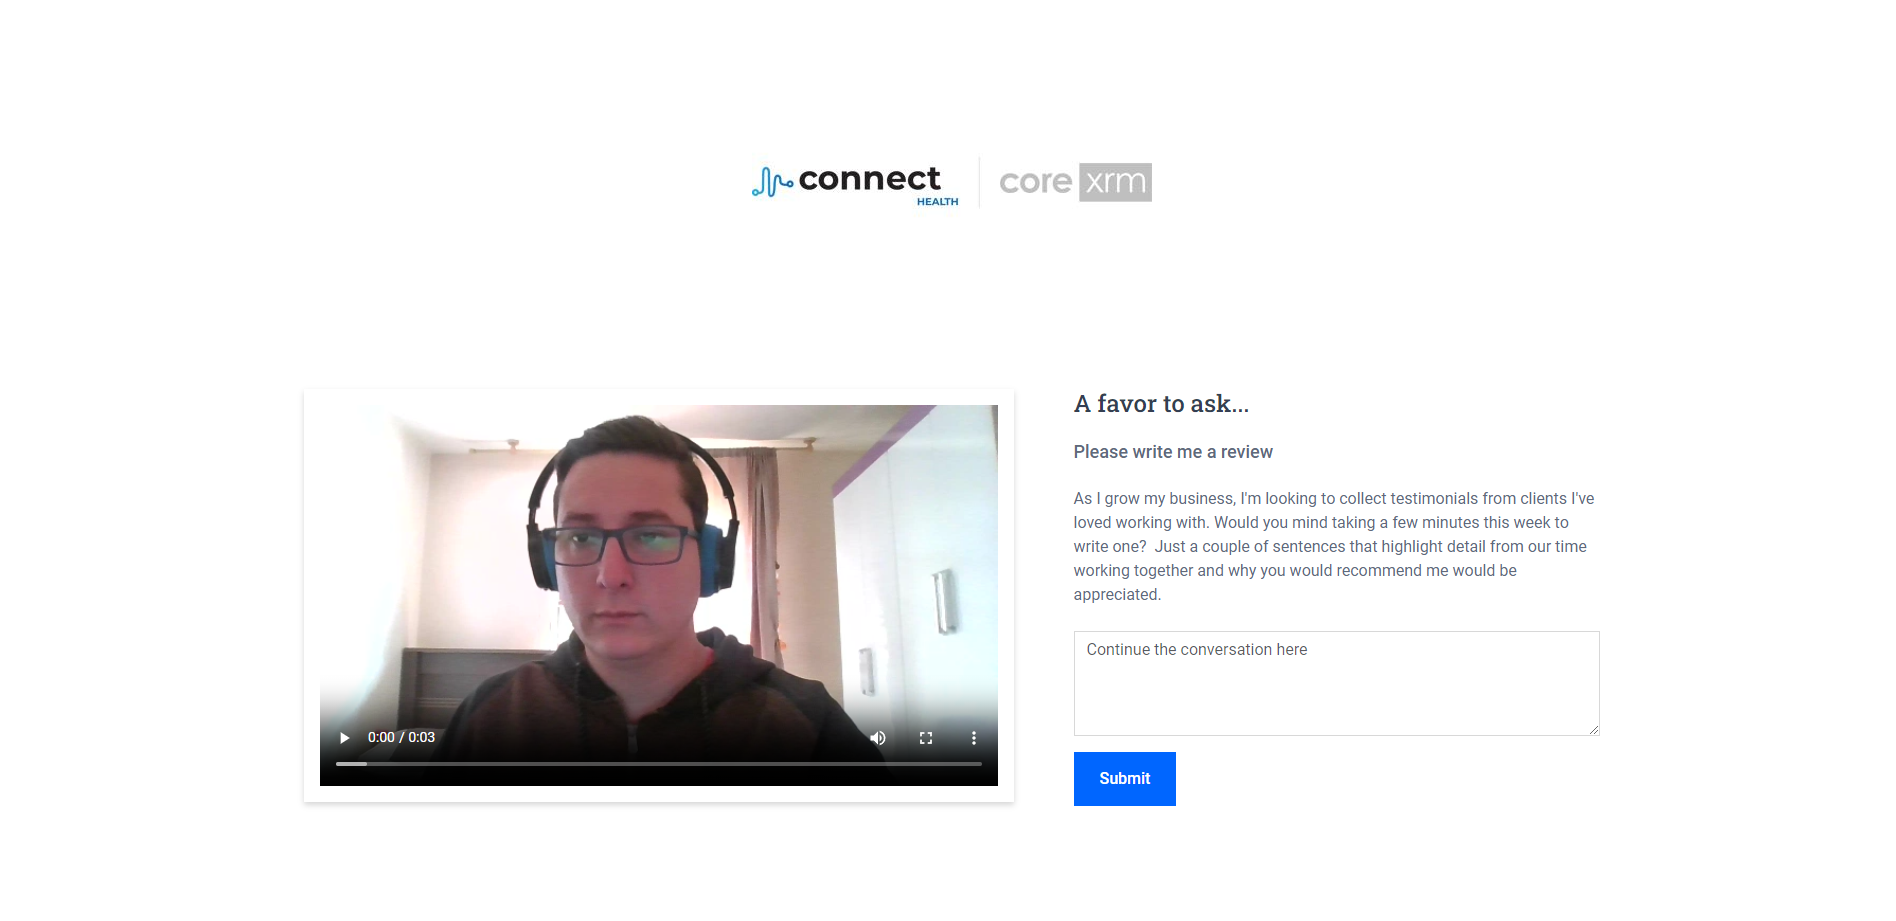 connect
HEALTH
core xrm
A favor to ask...
Please write me a review
As I grow my business, I'm looking to collect testimonials from clients I've
loved working with. Would you mind taking a few minutes this week to
write one?  Just a couple of sentences that highlight detail from our time
working together and why you would recommend me would be
appreciated.
Continue the conversation here
0:00 / 0:03
Submit